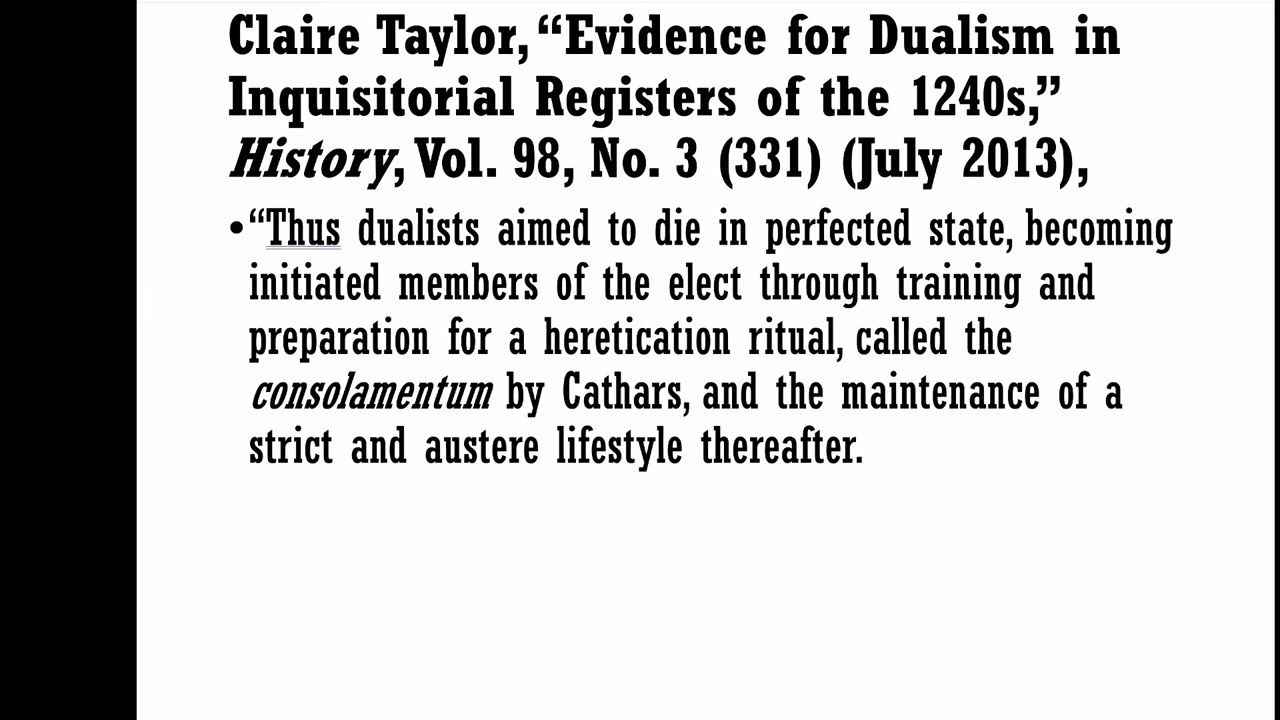 Claire Taylor, “Evidence for Dualism in
Inquisitorial Registers of the 1240s,”
History, Vol. 98, No. 3 (331) (July 2013),
•“Thus dualists aimed to die in perfected state, becoming
initiated members of the elect through training and
preparation for a heretication ritual, called the
consolamentum by Cathars, and the maintenance of a
strict and austere lifestyle thereafter.